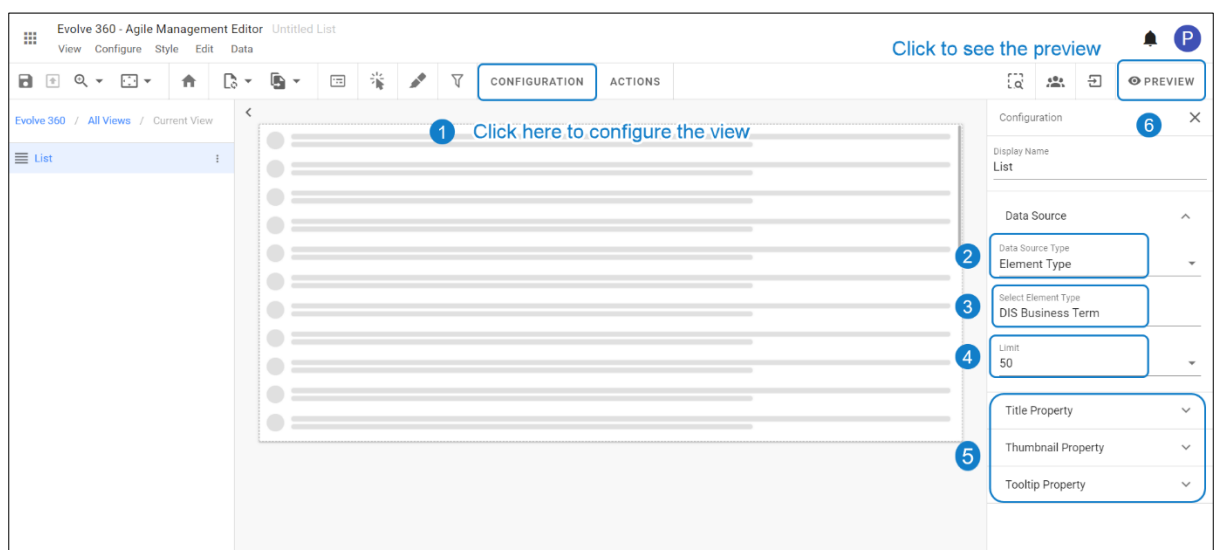 Evolve 360 - Agile Management Editor Untitled List
View Configure Style Edit Data
Click to see the preview
P
CONFIGURATION ACTIONS
PREVIEW
Evolve 360 / All Views / Current View
List
1 Click here to configure the view
Configuration
6
Display Name
List
Data Source
2
Data Source Type
Element Type
3
Select Element Type
DIS Business Term
4
Limit
50
5
Title Property
Thumbnail Property
Tooltip Property